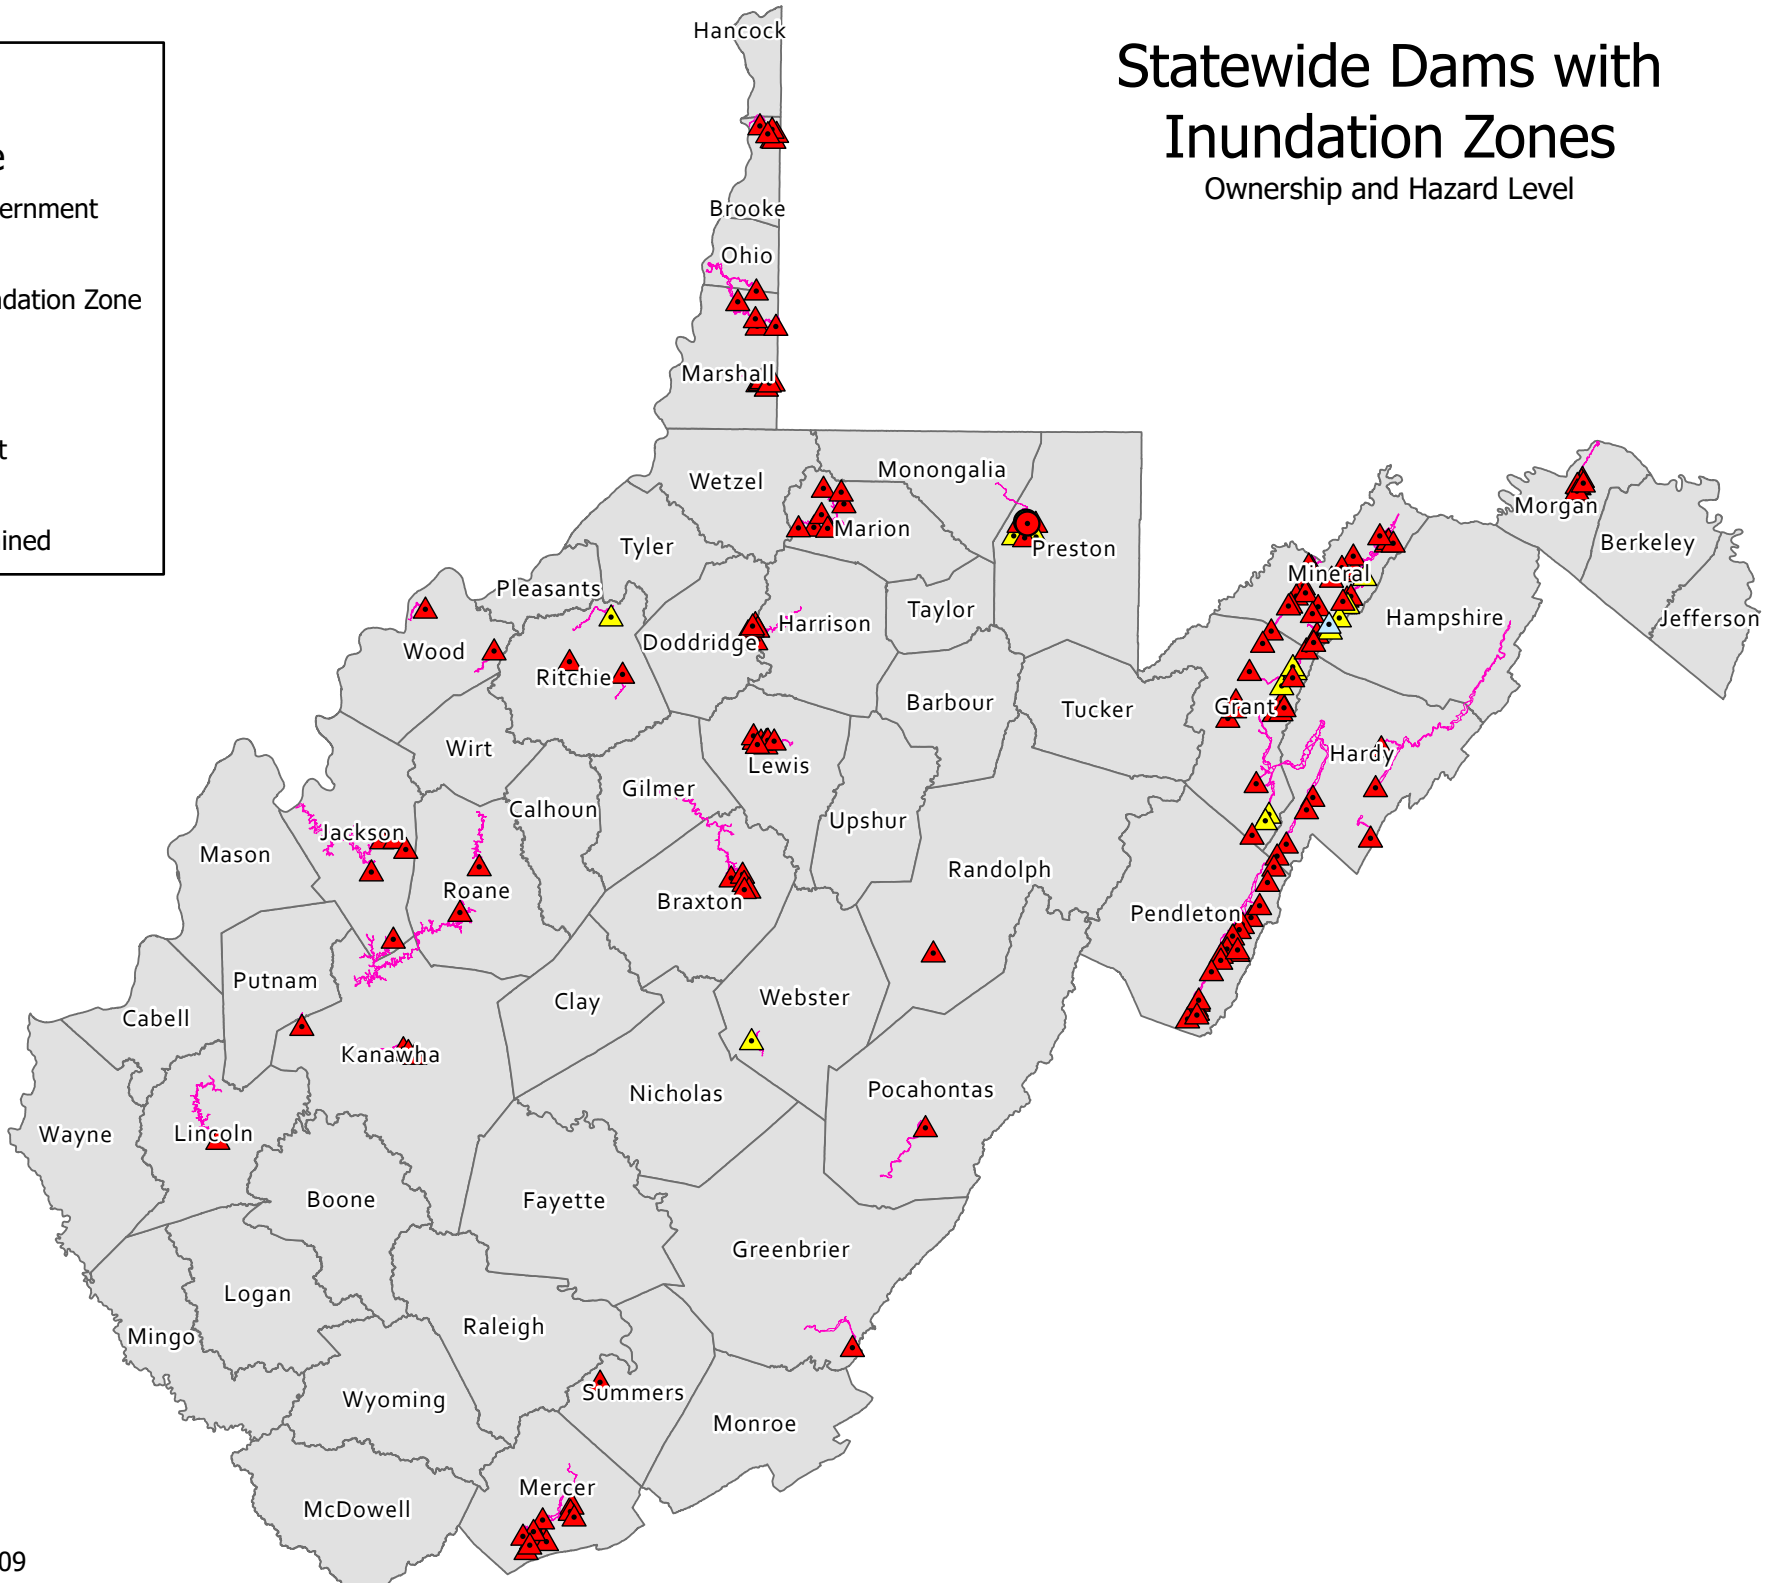 Statewide Dams with
Inundation Zones
Ownership and Hazard Level
ernment
dation Zone
t
ined
09
Hancock
Brooke
Ohio
Marshall
Wetzel
Monongalia
Marion
Preston
Tyler
Pleasants
Morgan
Berkeley
Jefferson
Mineral
Hampshire
Wood
Ritchie
Doddridge
Harrison
Taylor
Barbour
Tucker
Grant
Hardy
Wirt
Lewis
Gilmer
Calhoun
Upshur
Jackson
Mason
Roane
Braxton
Randolph
Pendleton
Putnam
Cabell
Clay
Webster
Kanawha
Nicholas
Pocahontas
Wayne
Lincoln
Boone
Fayette
Greenbrier
Logan
Mingo
Raleigh
Wyoming
Summers
Monroe
McDowell
Mercer